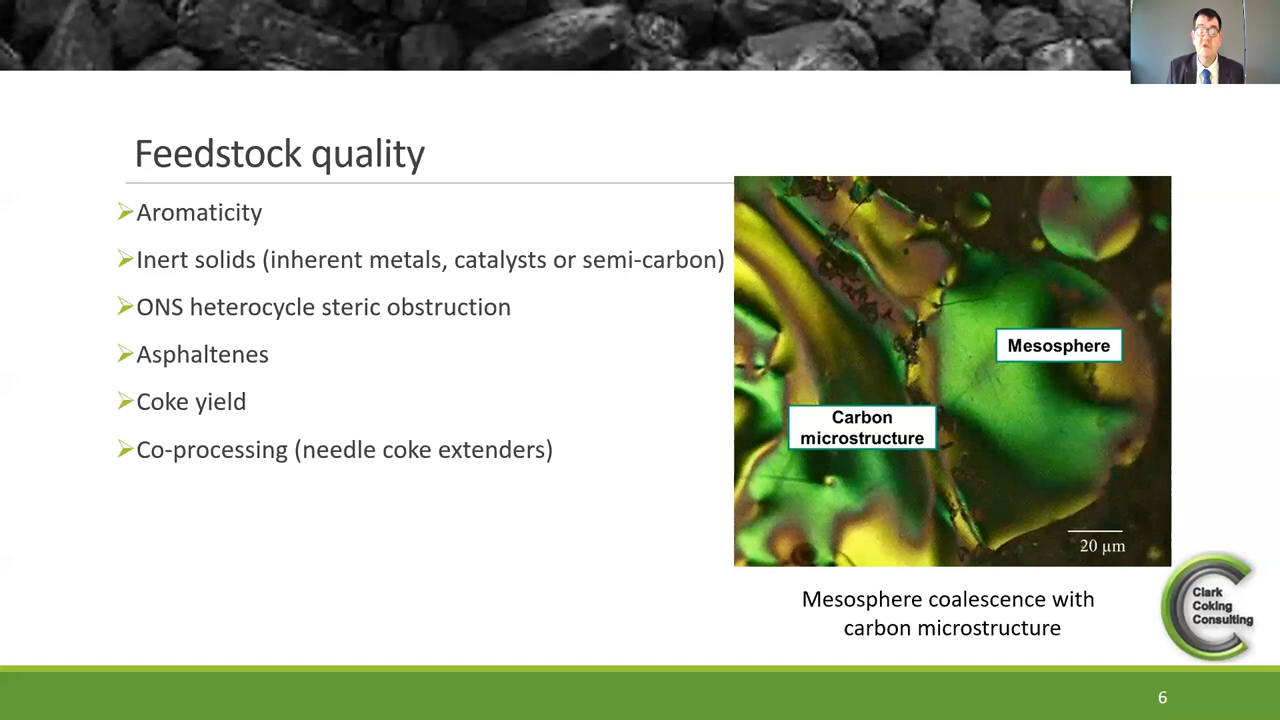 Feedstock quality
Aromaticity
Inert solids (inherent metals, catalysts or semi-carbon)
ONS heterocycle steric obstruction
Asphaltenes
Coke yield
Co-processing (needle coke extenders)
Mesosphere
Carbon
microstructure
20 µm
Mesosphere coalescence with
carbon microstructure
Clark
Coking
Consulting
6